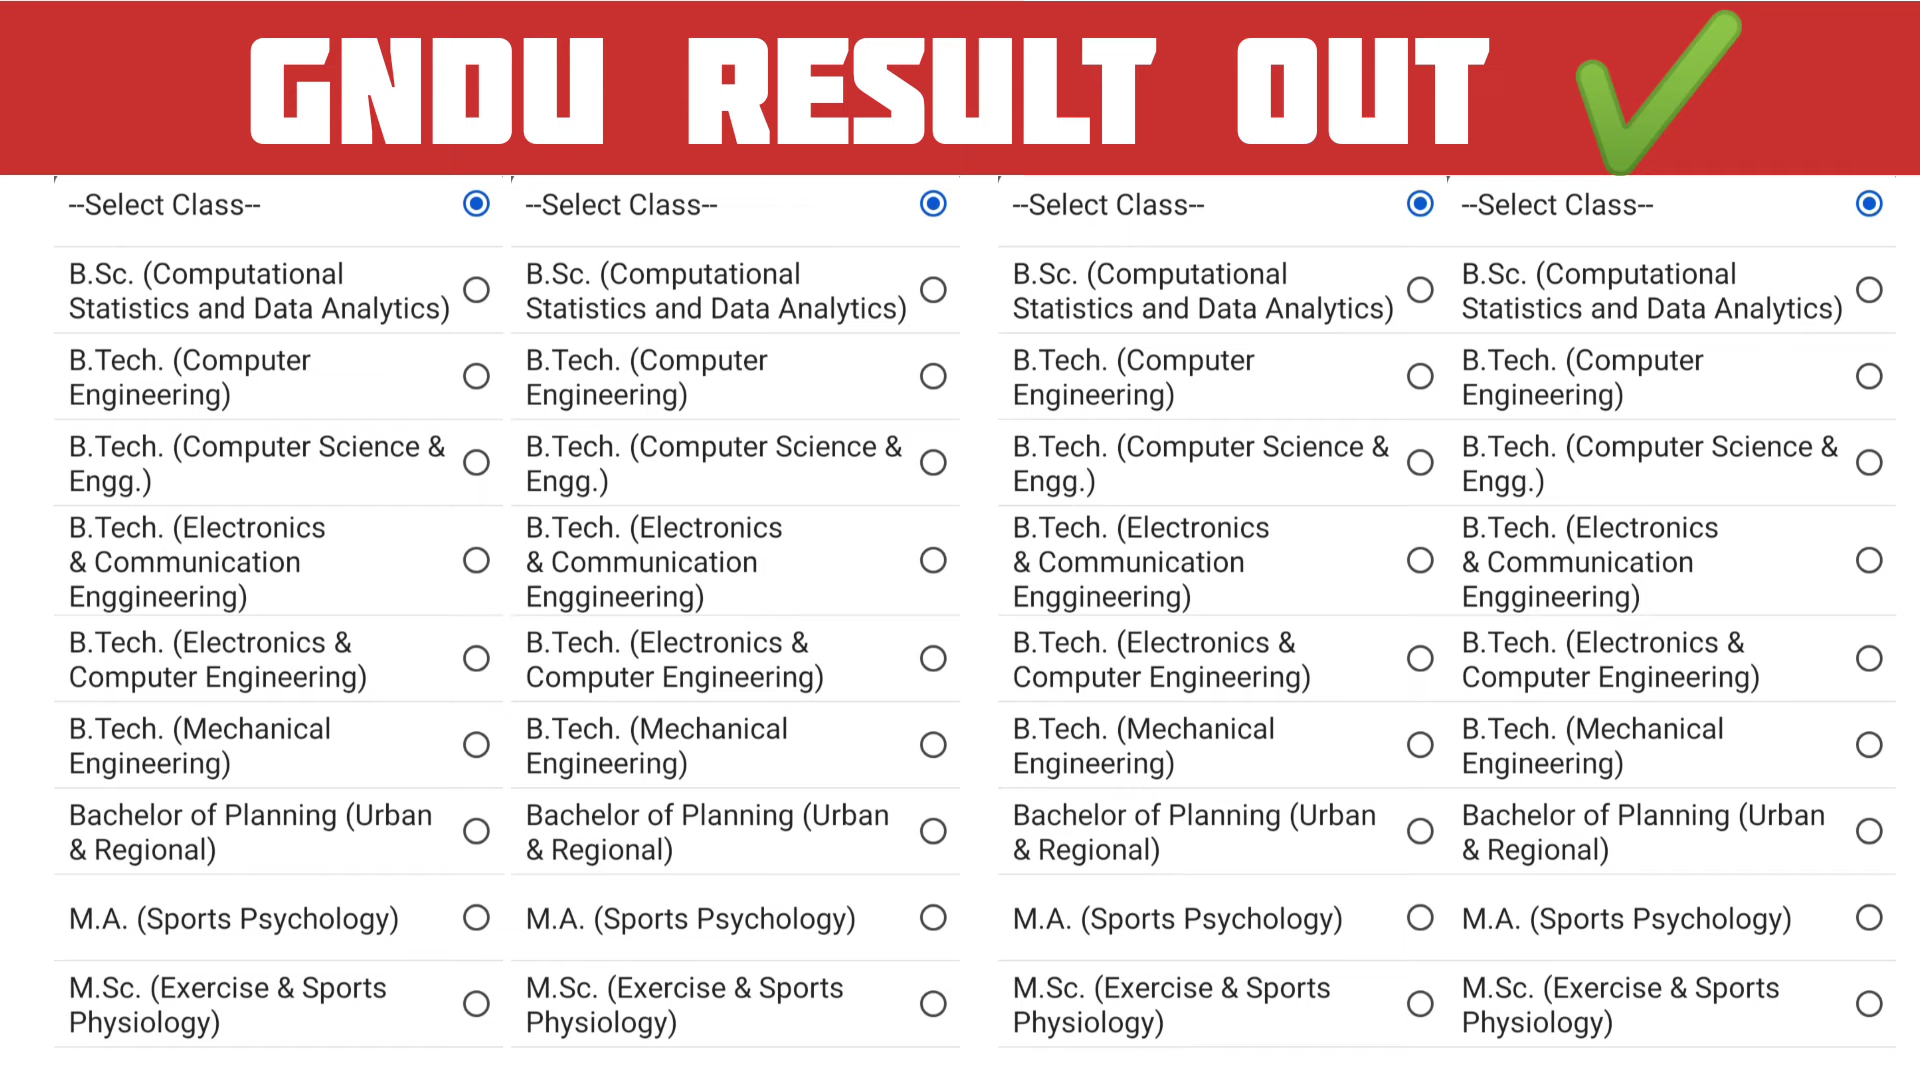 GNDU RESULT OUT
--Select Class--
B.Sc. (Computational
Statistics and Data Analytics)
B.Tech. (Computer
Engineering)
B.Tech. (Computer Science &
Engg.)
B.Tech. (Electronics
& Communication
Enggineering)
B.Tech. (Electronics &
Computer Engineering)
B.Tech. (Mechanical
Engineering)
Bachelor of Planning (Urban
& Regional)
M.A. (Sports Psychology)
M.Sc. (Exercise & Sports
Physiology)
--Select Class--
B.Sc. (Computational
Statistics and Data Analytics)
B.Tech. (Computer
Engineering)
B.Tech. (Computer Science &
Engg.)
B.Tech. (Electronics
& Communication
Enggineering)
B.Tech. (Electronics &
Computer Engineering)
B.Tech. (Mechanical
Engineering)
Bachelor of Planning (Urban
& Regional)
M.A. (Sports Psychology)
M.Sc. (Exercise & Sports
Physiology)
--Select Class--
B.Sc. (Computational
Statistics and Data Analytics)
B.Tech. (Computer
Engineering)
B.Tech. (Computer Science &
Engg.)
B.Tech. (Electronics
& Communication
Enggineering)
B.Tech. (Electronics &
Computer Engineering)
B.Tech. (Mechanical
Engineering)
Bachelor of Planning (Urban
& Regional)
M.A. (Sports Psychology)
M.Sc. (Exercise & Sports
Physiology)
--Select Class--
B.Sc. (Computational
Statistics and Data Analytics)
B.Tech. (Computer
Engineering)
B.Tech. (Computer Science &
Engg.)
B.Tech. (Electronics
& Communication
Enggineering)
B.Tech. (Electronics &
Computer Engineering)
B.Tech. (Mechanical
Engineering)
Bachelor of Planning (Urban
& Regional)
M.A. (Sports Psychology)
M.Sc. (Exercise & Sports
Physiology)